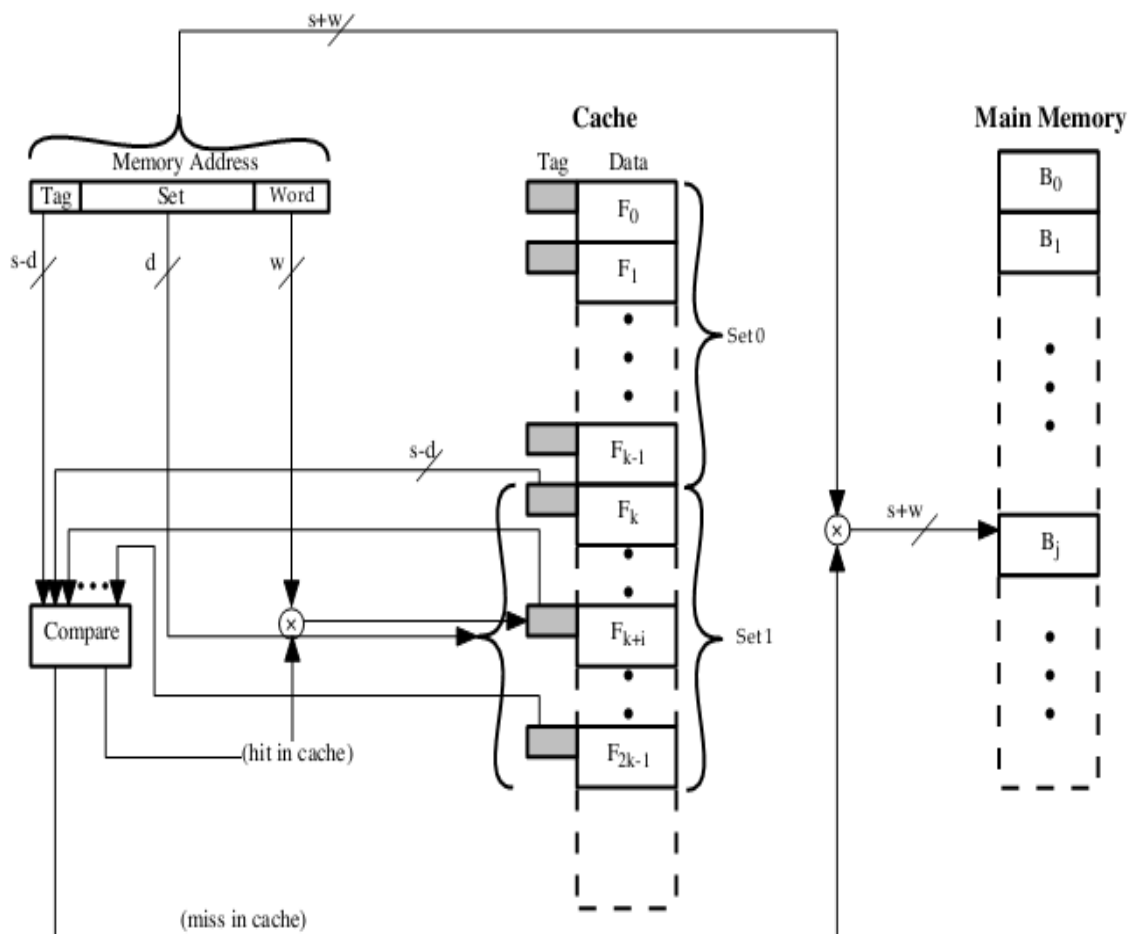 s+w
Cache
Main Memory
Memory Address
Tag Data
Tag Set Word
B0
F0
B1
s-d d w
F1
Set 0
s-d
Fk-1
Fk
s+w
Bj
Compare
Fk+i
Set 1
(hit in cache)
F2k-1
(miss in cache)